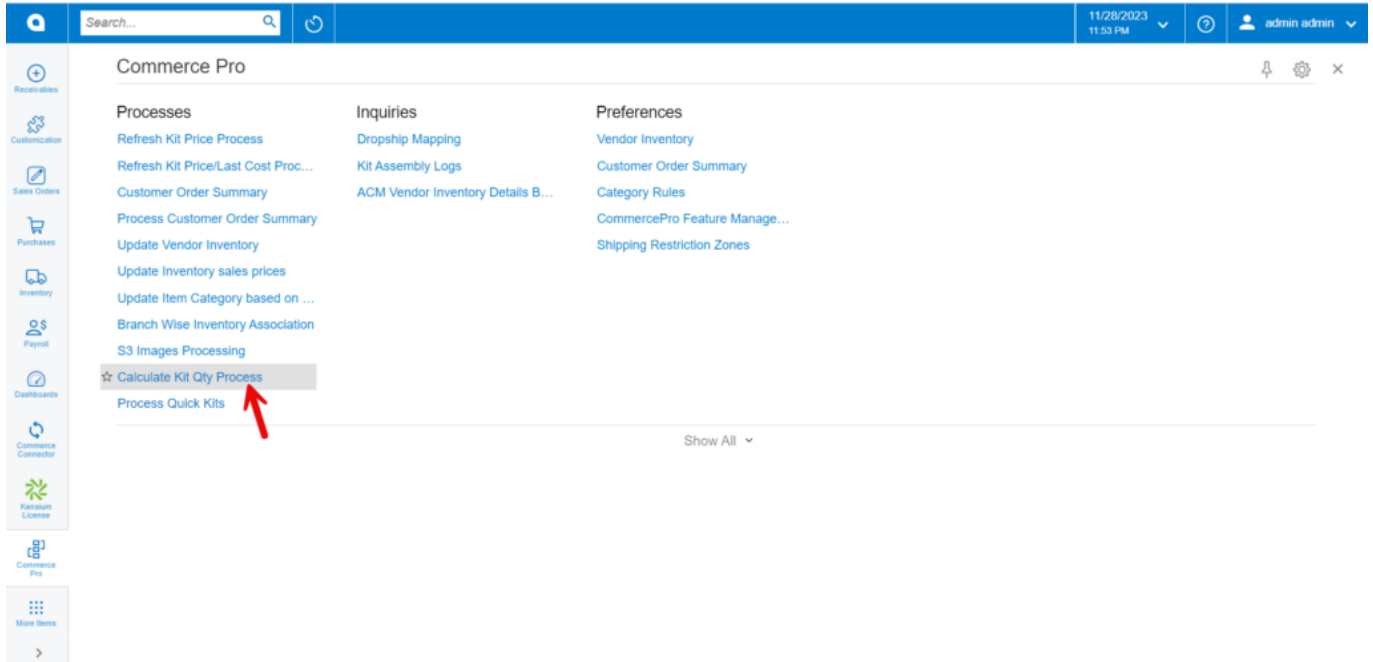 Search...
11/28/2023
11:53 PM
admin admin
Receivables
Customization
Sales Orders
Purchases
Inventory
Payroll
Dashboards
Commerce
Connector
Kensium
License
Commerce
Pro
More Items
Commerce Pro
Processes
Refresh Kit Price Process
Refresh Kit Price/Last Cost Proc...
Customer Order Summary
Process Customer Order Summary
Update Vendor Inventory
Update Inventory sales prices
Update Item Category based on ...
Branch Wise Inventory Association
S3 Images Processing
Calculate Kit Qty Process
Process Quick Kits
Inquiries
Dropship Mapping
Kit Assembly Logs
ACM Vendor Inventory Details B...
Preferences
Vendor Inventory
Customer Order Summary
Category Rules
CommercePro Feature Manage...
Shipping Restriction Zones
Show All